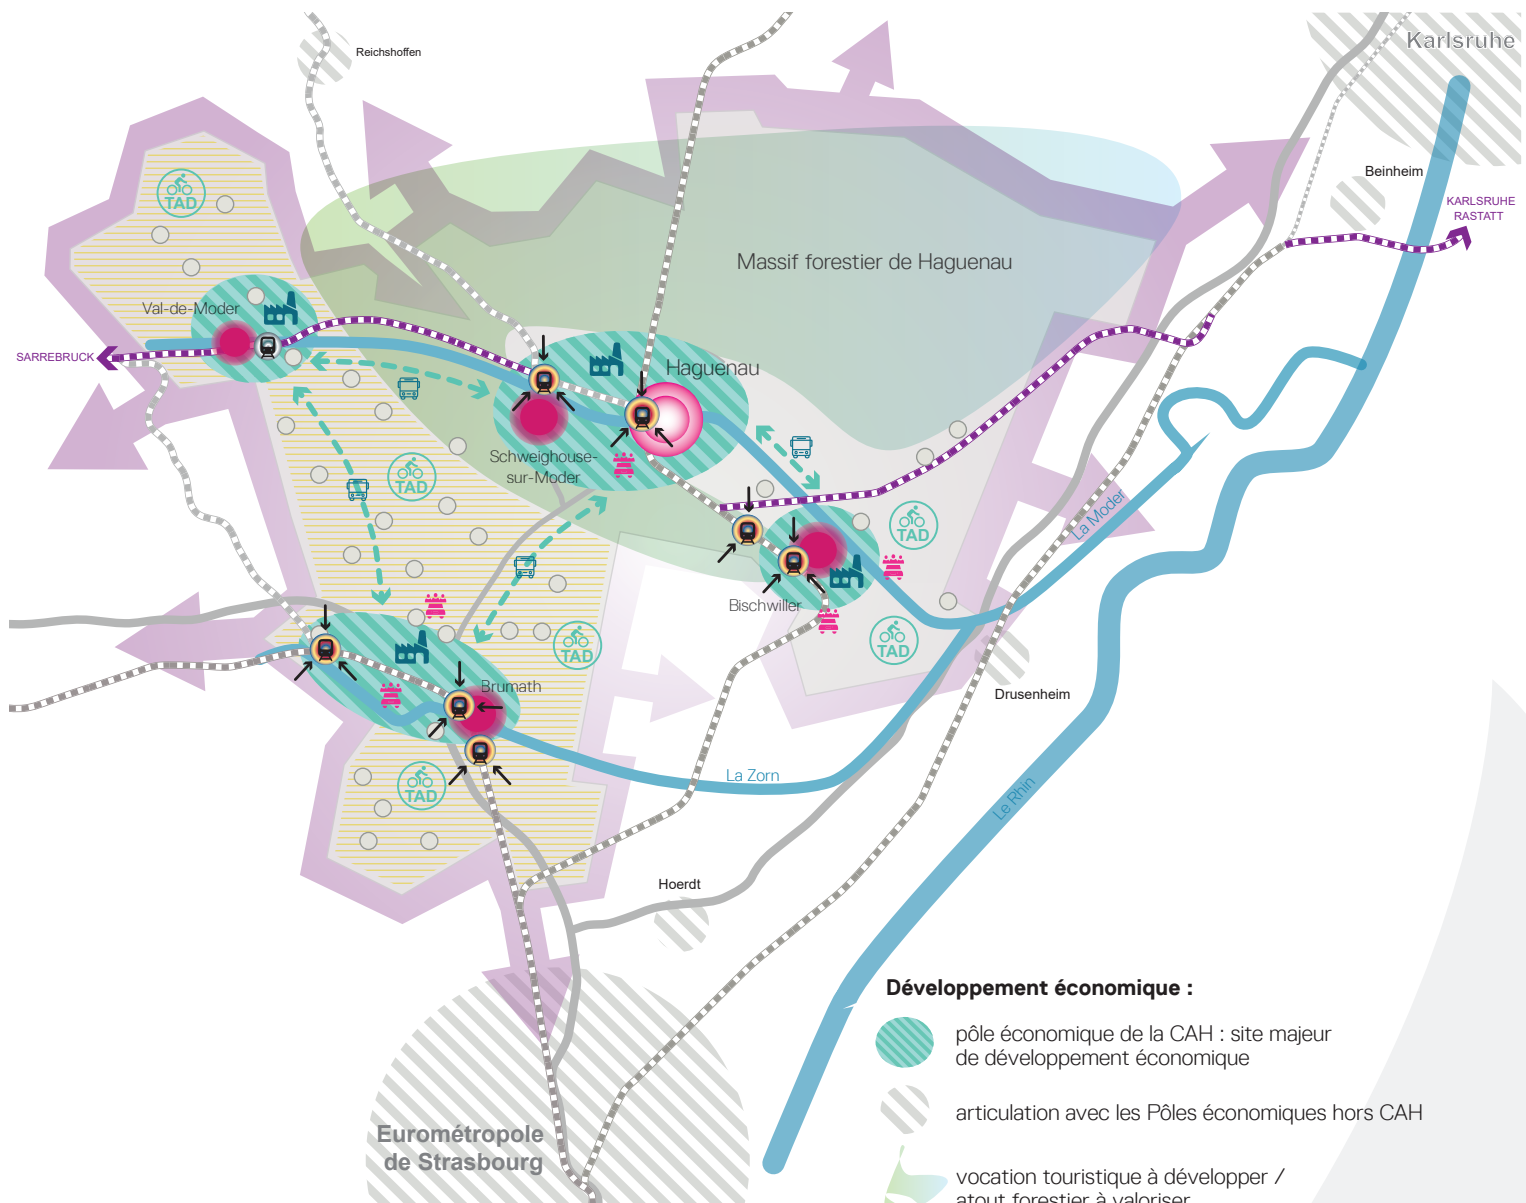 Karlsruhe
Reichshoffen
Beinheim
KARLSRUHE
RASTATT
TAD
Massif forestier de Haguenau
Val-de-Moder
SARREBRUCK
Haguenau
Schweighouse-
sur-Moder
TAD
TAD
La Moder
Bischwiller
TAD
TAD
Brumath
Drusenheim
La Zorn
TAD
Le Rhin
Hoerdt
Eurométropole
de Strasbourg
Développement économique :
pôle économique de la CAH : site majeur
de développement économique
articulation avec les Pôles économiques hors CAH
vocation touristique à développer /
atout forestier à valoriser